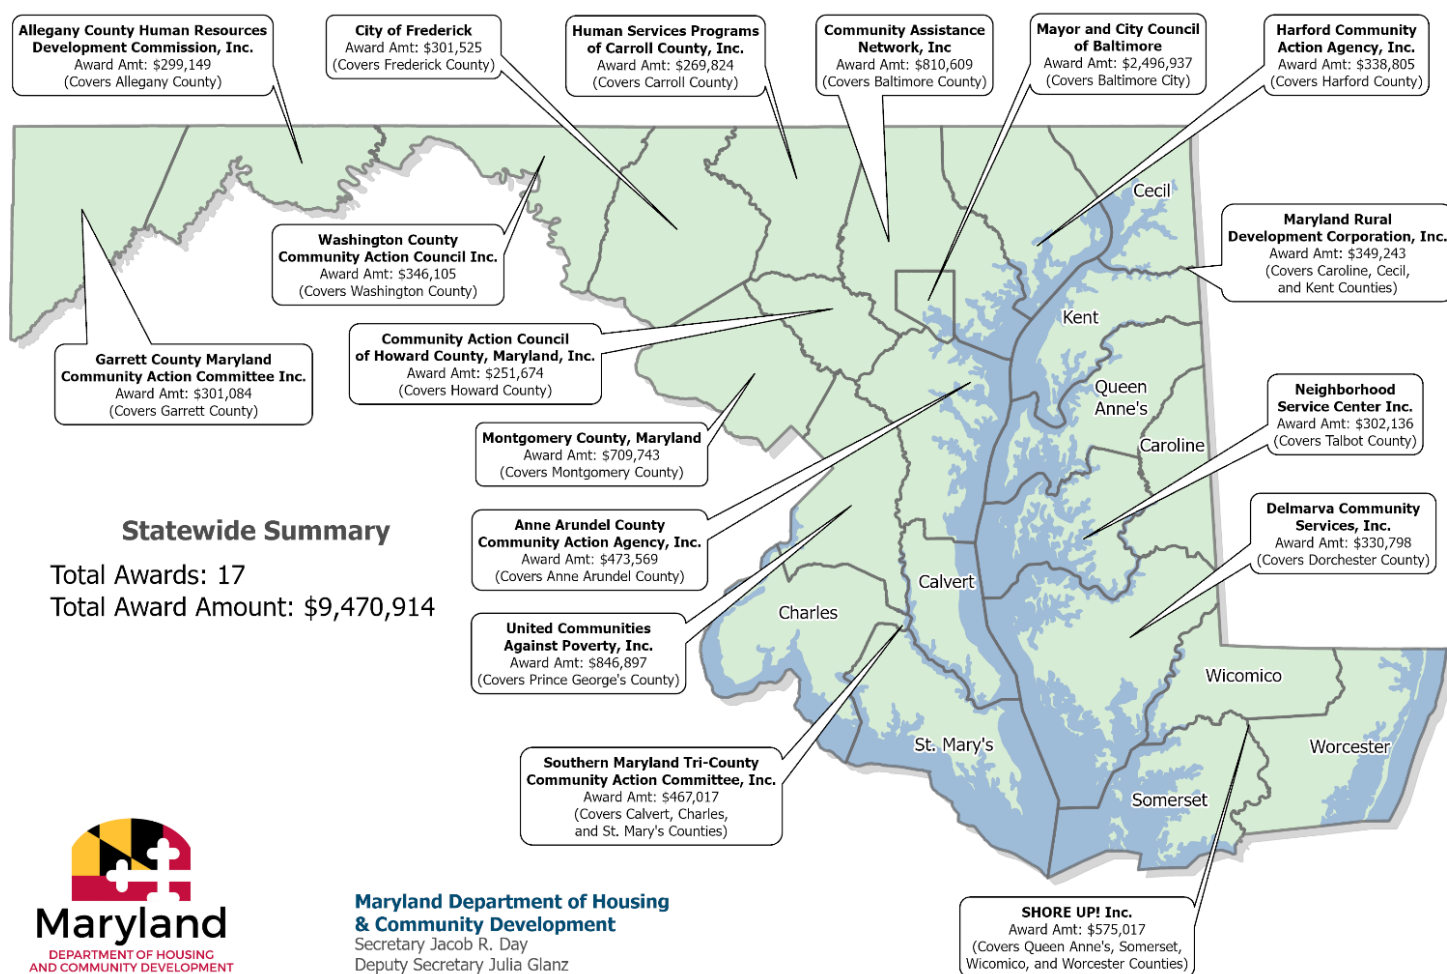 Allegany County Human Resources
Development Commission, Inc.
Award Amt: $299,149
(Covers Allegany County)
City of Frederick
Award Amt: $301,525
(Covers Frederick County)
Human Services Programs
of Carroll County, Inc.
Award Amt: $269,824
(Covers Carroll County)
Community Assistance
Network, Inc
Award Amt: $810,609
(Covers Baltimore County)
Mayor and City Council
of Baltimore
Award Amt: $2,496,937
(Covers Baltimore City)
Harford Community
Action Agency, Inc.
Award Amt: $338,805
(Covers Harford County)
Cecil
Maryland Rural
Development Corporation, Inc.
Award Amt: $349,243
(Covers Caroline, Cecil,
and Kent Counties)
Washington County
Community Action Council Inc.
Award Amt: $346,105
(Covers Washington County)
Kent
Community Action Council
of Howard County, Maryland, Inc.
Award Amt: $251,674
(Covers Howard County)
Garrett County Maryland
Community Action Committee Inc.
Award Amt: $301,084
(Covers Garrett County)
Queen
Anne's
Neighborhood
Service Center Inc.
Award Amt: $302,136
(Covers Talbot County)
Caroline
Montgomery County, Maryland
Award Amt: $709,743
(Covers Montgomery County)
Statewide Summary
Total Awards: 17
Total Award Amount: $9,470,914
Anne Arundel County
Community Action Agency, Inc.
Award Amt: $473,569
(Covers Anne Arundel County)
Delmarva Community
Services, Inc.
Award Amt: $330,798
(Covers Dorchester County)
Calvert
Charles
United Communities
Against Poverty, Inc.
Award Amt: $846,897
(Covers Prince George's County)
Wicomico
St. Mary's
Worcester
Somerset
Southern Maryland Tri-County
Community Action Committee, Inc.
Award Amt: $467,017
(Covers Calvert, Charles,
and St. Mary's Counties)
SHORE UP! Inc.
Award Amt: $575,017
(Covers Queen Anne's, Somerset,
Wicomico, and Worcester Counties)
Maryland
DEPARTMENT OF HOUSING
AND COMMUNITY DEVELOPMENT
Maryland Department of Housing
& Community Development
Secretary Jacob R. Day
Deputy Secretary Julia Glanz